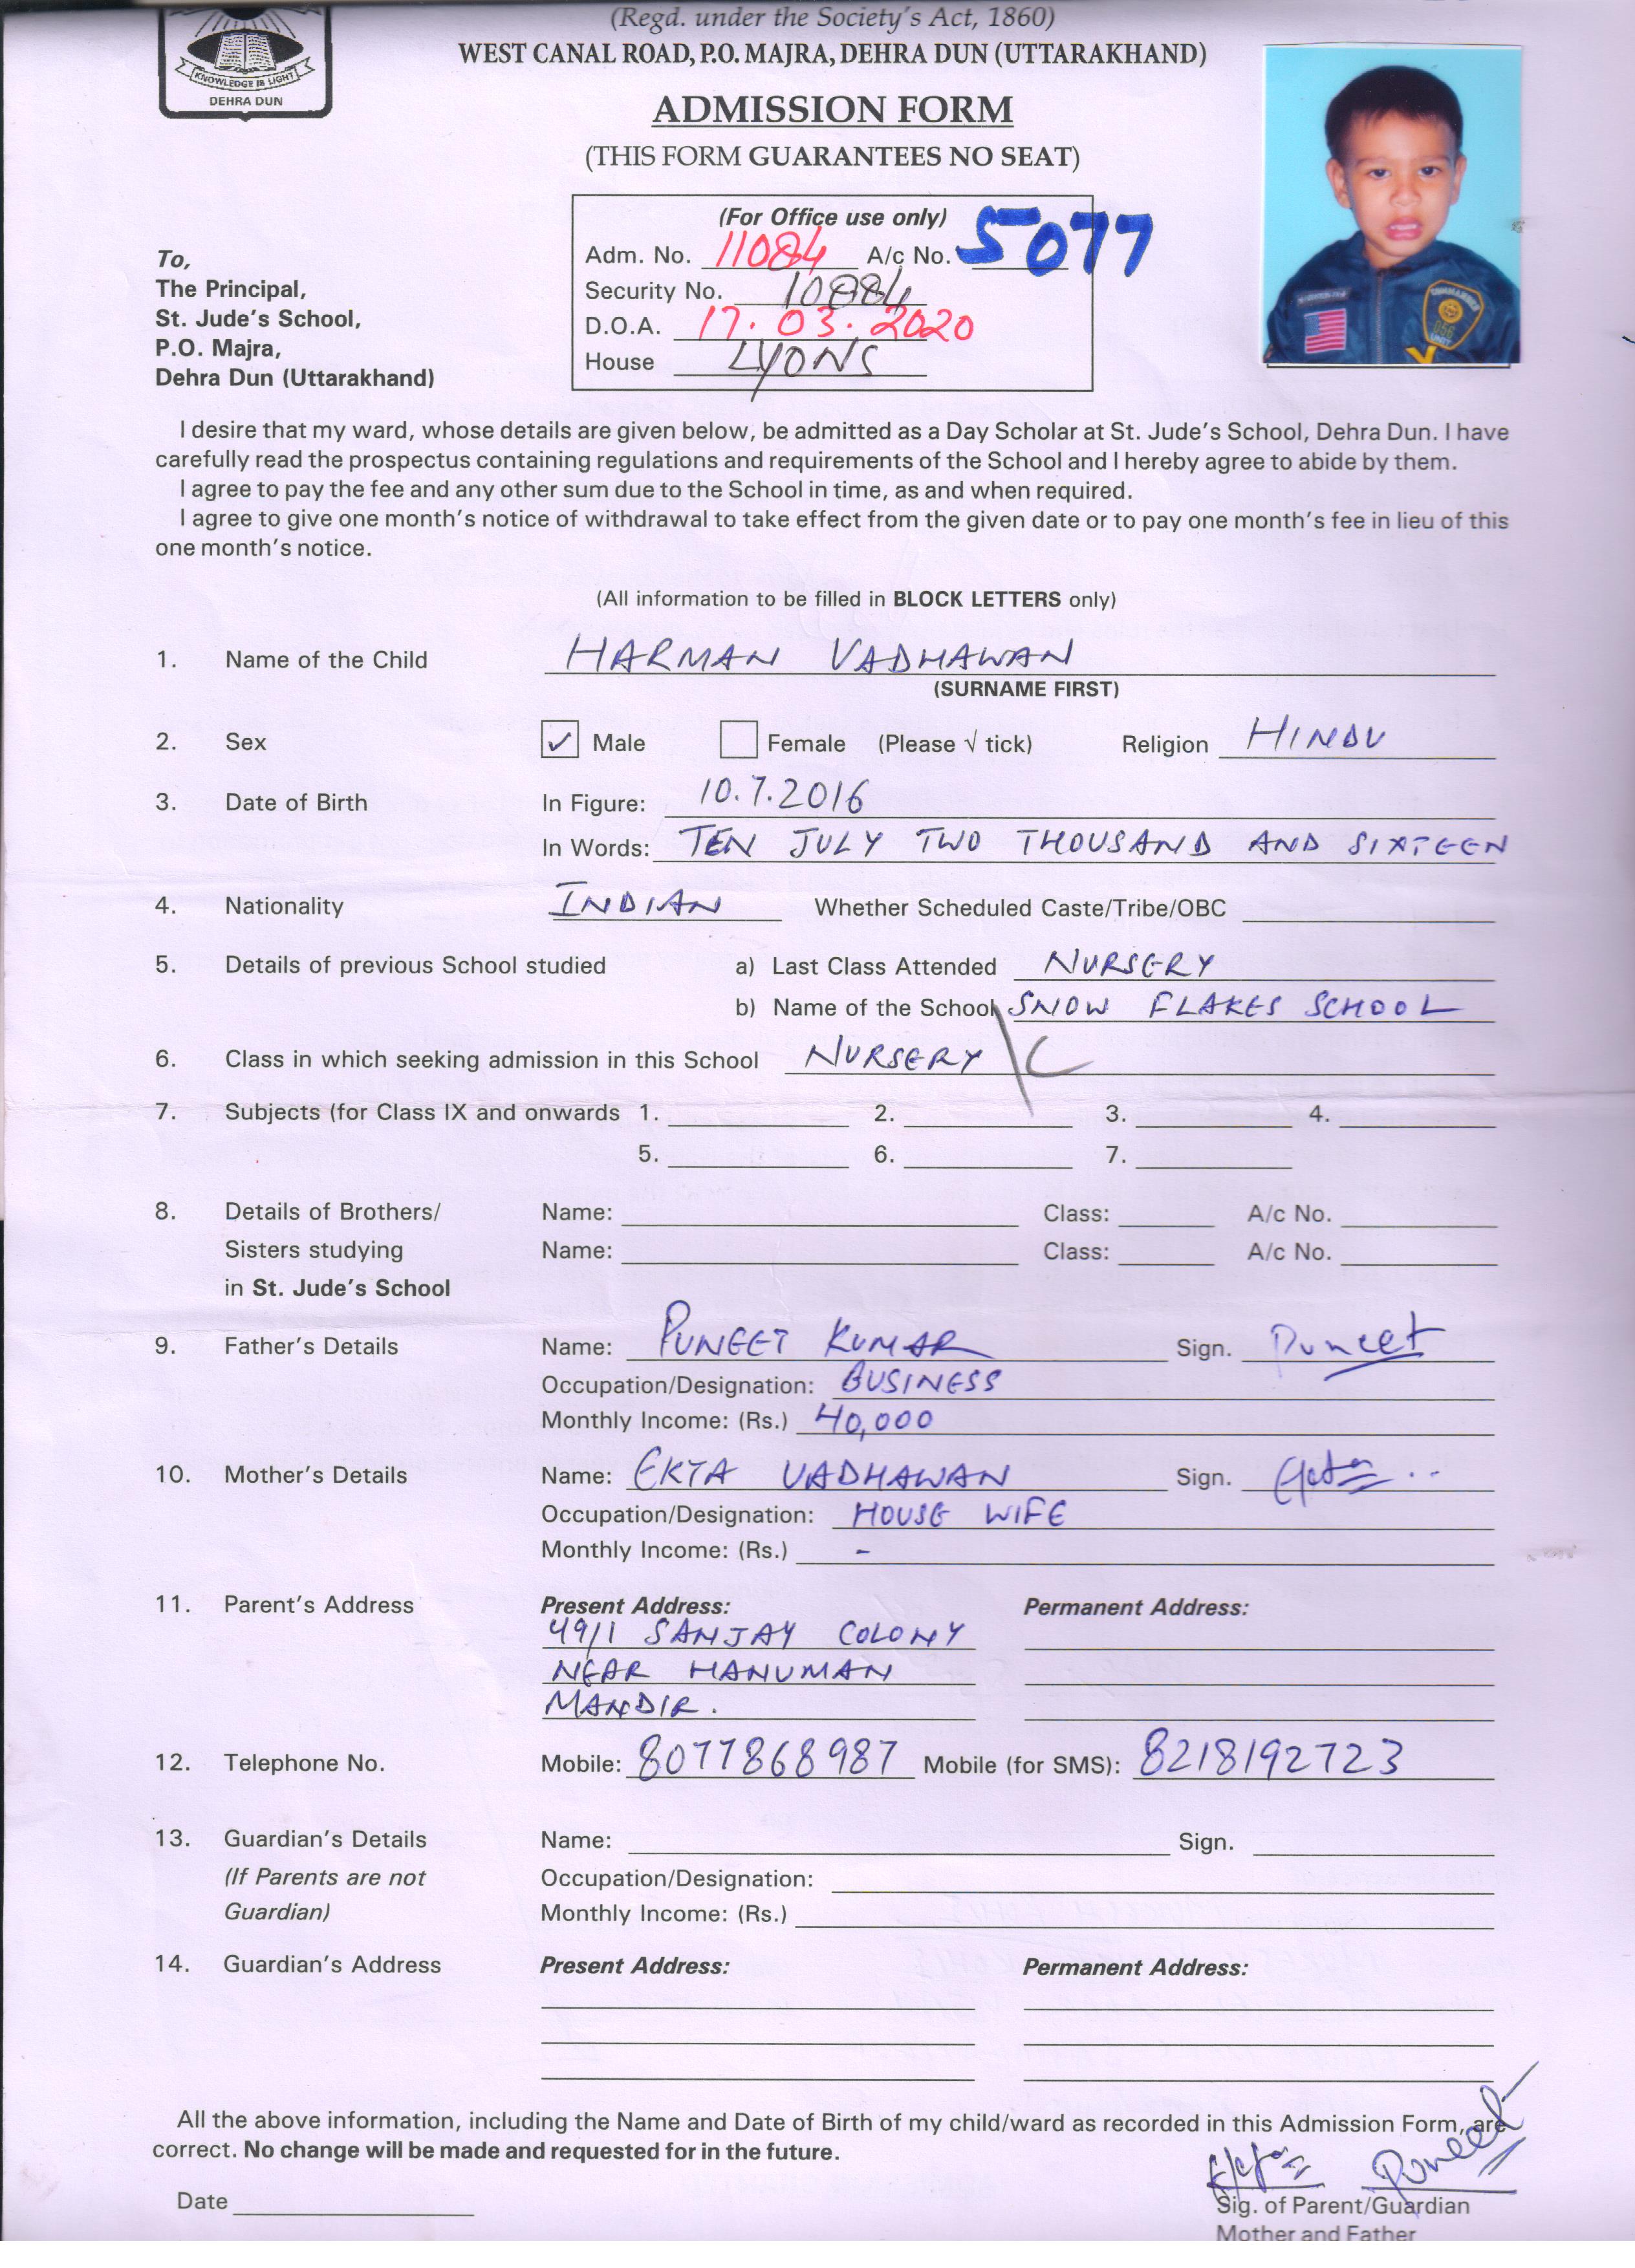 (Regd. under the Society's Act, 1860)
WEST CANAL ROAD, P.O. MAJRA, DEHRA DUN (UTTARAKHAND)
KNOWLEDGE IS LIGHT
DEHRA DUN
ADMISSION FORM
(THIS FORM GUARANTEES NO SEAT)
(For Office use only)
Adm. No. 11084 A/c No. 5077
Security No. 10884
D.O.A. 17.03.2020
House LYONS
To,
The Principal,
St. Jude's School,
P.O. Majra,
Dehra Dun (Uttarakhand)
I desire that my ward, whose details are given below, be admitted as a Day Scholar at St. Jude's School, Dehra Dun. I have
carefully read the prospectus containing regulations and requirements of the School and I hereby agree to abide by them.
I agree to pay the fee and any other sum due to the School in time, as and when required.
I agree to give one month's notice of withdrawal to take effect from the given date or to pay one month's fee in lieu of this
one month's notice.
(All information to be filled in BLOCK LETTERS only)
1. Name of the Child HARMAN VADHAWAN
(SURNAME FIRST)
2. Sex ✓ Male Female (Please √ tick) Religion HINDU
3. Date of Birth In Figure: 10.7.2016
In Words: TEN JULY TWO THOUSAND AND SIXTEEN
4. Nationality INDIAN Whether Scheduled Caste/Tribe/OBC
5. Details of previous School studied a) Last Class Attended NURSERY
b) Name of the School SNOW FLAKES SCHOOL
6. Class in which seeking admission in this School NURSERY \ C
7. Subjects (for Class IX and onwards 1. 2. 3. 4.
5. 6. 7.
8. Details of Brothers/ Name: Class: A/c No.
Sisters studying Name: Class: A/c No.
in St. Jude's School
9. Father's Details Name: PUNEET KUMAR Sign. Puneet
Occupation/Designation: BUSINESS
Monthly Income: (Rs.) 40,000
10. Mother's Details Name: EKTA VADHAWAN Sign.
Occupation/Designation: HOUSE WIFE
Monthly Income: (Rs.) -
11. Parent's Address Present Address: Permanent Address:
49/1 SANJAY COLONY
NEAR HANUMAN
MANDIR.
12. Telephone No. Mobile: 8077868987 Mobile (for SMS): 8218192723
13. Guardian's Details Name: Sign.
(If Parents are not Occupation/Designation:
Guardian) Monthly Income: (Rs.)
14. Guardian's Address Present Address: Permanent Address:
All the above information, including the Name and Date of Birth of my child/ward as recorded in this Admission Form, are
correct. No change will be made and requested for in the future.
Puneet
Date Sig. of Parent/Guardian
Mother and Father